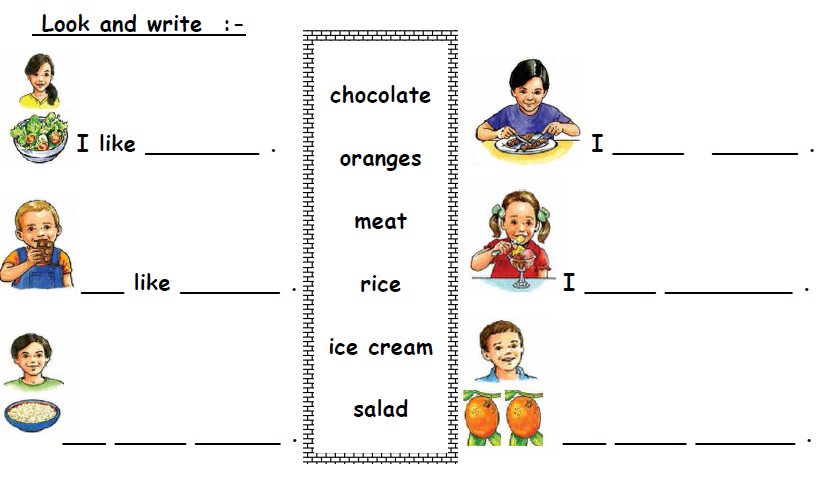 Look and write :-
I like ________ .
___ like ________ .
___ _____ ______ .
chocolate
oranges
meat
rice
ice cream
salad
I _____ ______ .
I _____ _________ .
___ _____ _______ .